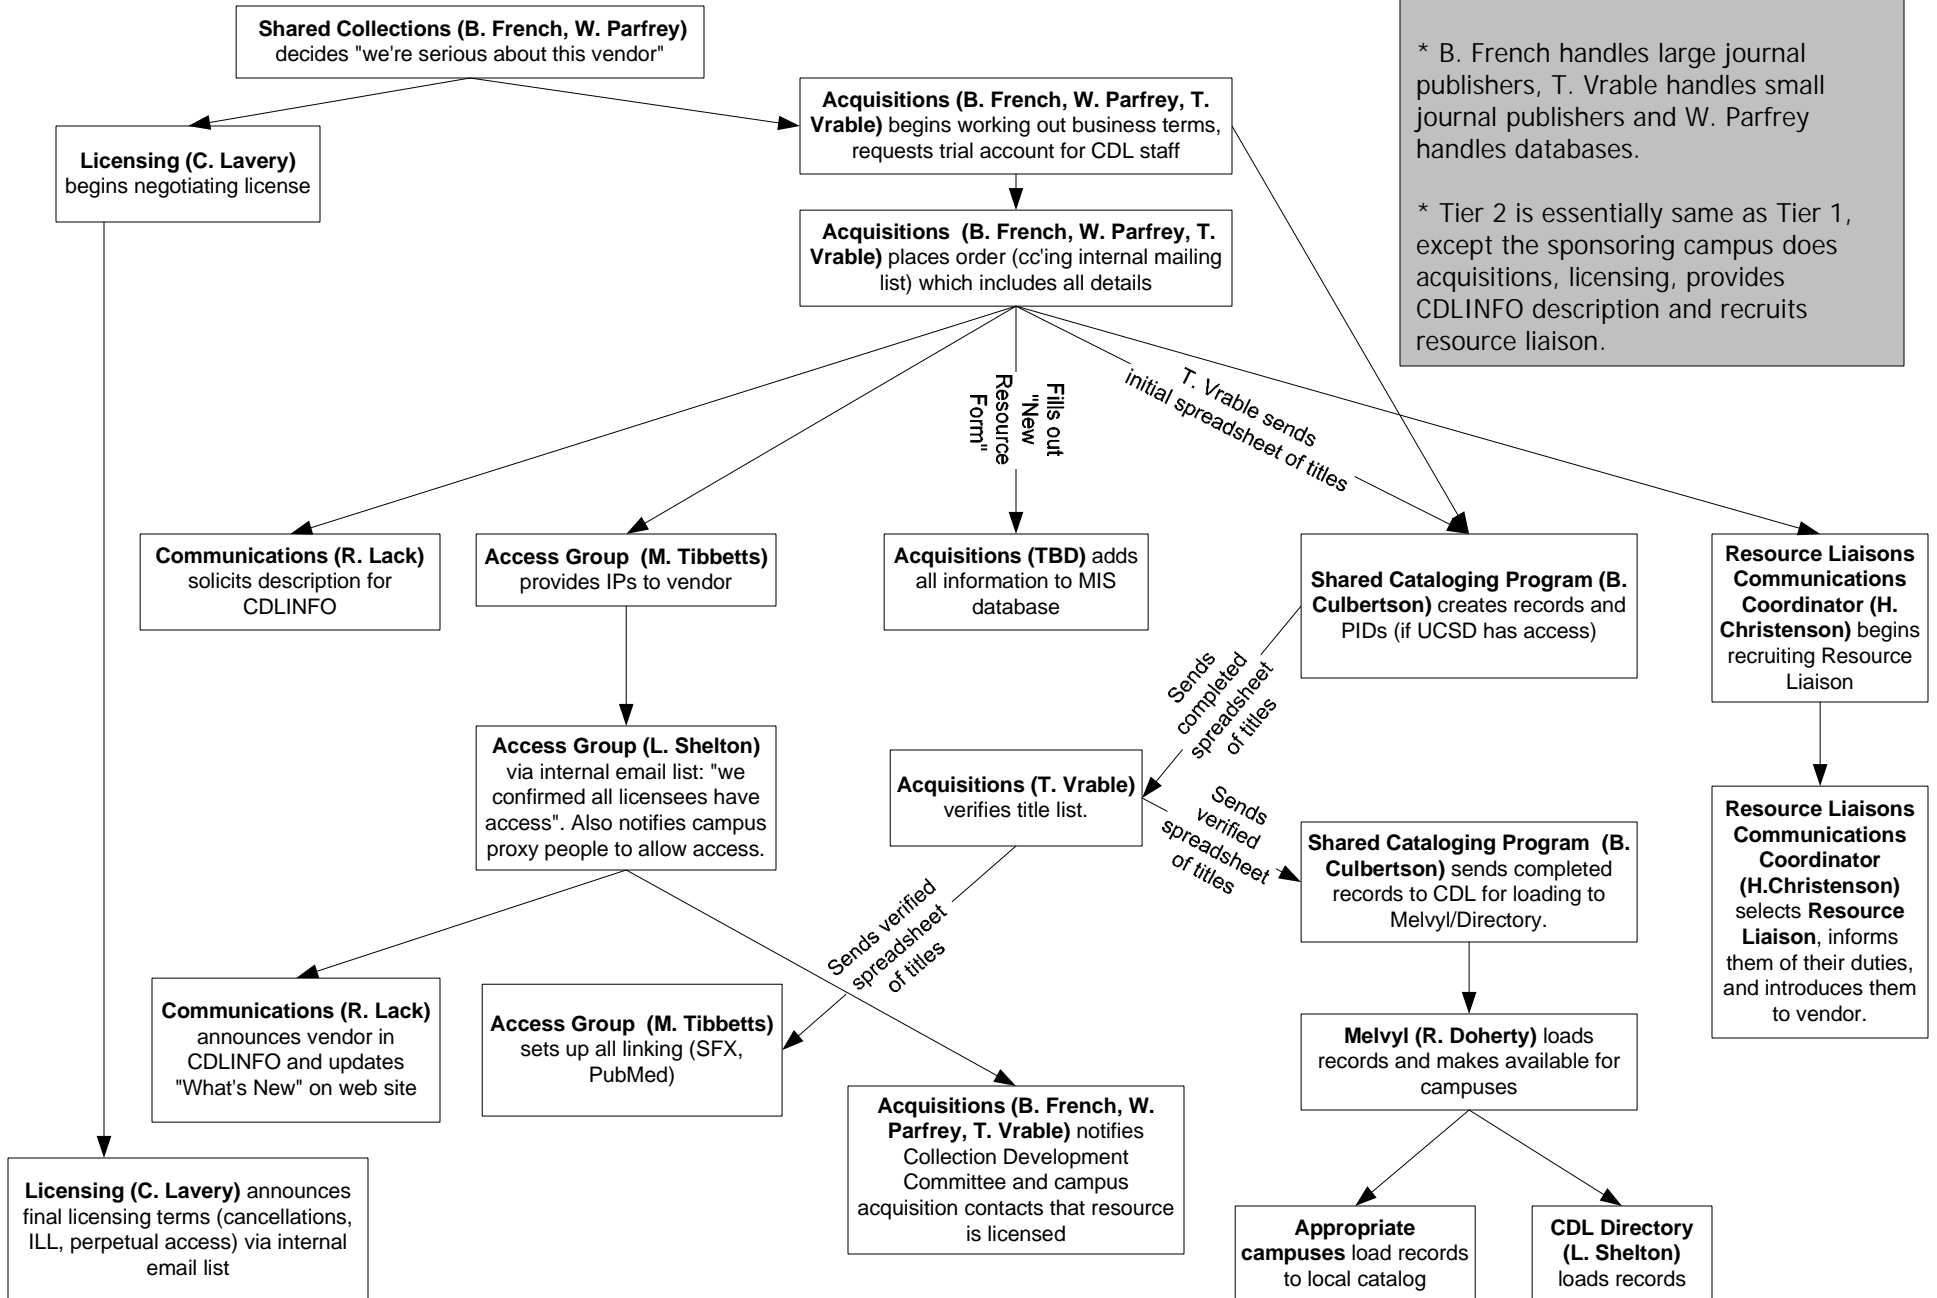 Shared Collections (B. French, W. Parfrey)
decides "we're serious about this vendor"
* B. French handles large journal
publishers, T. Vrable handles small
journal publishers and W. Parfrey
handles databases.
* Tier 2 is essentially same as Tier 1,
except the sponsoring campus does
acquisitions, licensing, provides
CDLINFO description and recruits
resource liaison.
Acquisitions (B. French, W. Parfrey, T.
Vrable) begins working out business terms,
requests trial account for CDL staff
Licensing (C. Lavery)
begins negotiating license
Acquisitions (B. French, W. Parfrey, T.
Vrable) places order (cc'ing internal mailing
list) which includes all details
Fills out
"New
Resource
Form"
T. Vrable sends
initial spreadsheet of titles
Communications (R. Lack)
solicits description for
CDLINFO
Access Group (M. Tibbetts)
provides IPs to vendor
Acquisitions (TBD) adds
all information to MIS
database
Shared Cataloging Program (B.
Culbertson) creates records and
PIDs (if UCSD has access)
Resource Liaisons
Communications
Coordinator (H.
Christenson) begins
recruiting Resource
Liaison
Sends
completed
spreadsheet
of titles
Access Group (L. Shelton)
via internal email list: "we
confirmed all licensees have
access". Also notifies campus
proxy people to allow access.
Acquisitions (T. Vrable)
verifies title list.
Sends
verified
spreadsheet
of titles
Shared Cataloging Program (B.
Culbertson) sends completed
records to CDL for loading to
Melvyl/Directory.
Resource Liaisons
Communications
Coordinator
(H.Christenson)
selects Resource
Liaison, informs
them of their duties,
and introduces them
to vendor.
Sends verified
spreadsheet
of titles
Communications (R. Lack)
announces vendor in
CDLINFO and updates
"What's New" on web site
Access Group (M. Tibbetts)
sets up all linking (SFX,
PubMed)
Melvyl (R. Doherty) loads
records and makes available for
campuses
Acquisitions (B. French, W.
Parfrey, T. Vrable) notifies
Collection Development
Committee and campus
acquisition contacts that resource
is licensed
Licensing (C. Lavery) announces
final licensing terms (cancellations,
ILL, perpetual access) via internal
email list
Appropriate
campuses load records
to local catalog
CDL Directory
(L. Shelton)
loads records